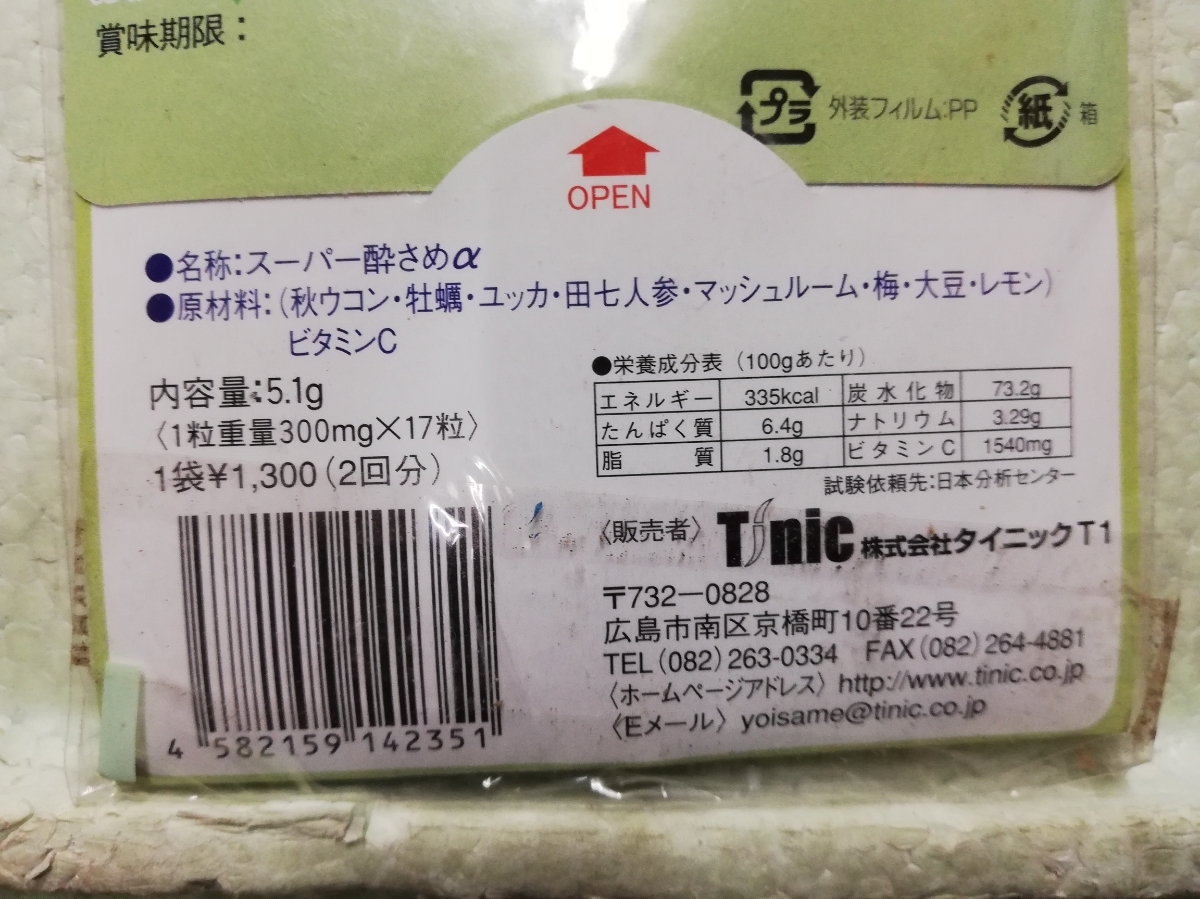 賞味期限：
プラ 外装フィルム:PP 紙 箱
OPEN
●名称:スーパー酔さめα
●原材料:(秋ウコン・牡蠣・ユッカ・田七人参・マッシュルーム・梅・大豆・レモン)
ビタミンC
内容量:5.1g
〈1粒重量300mg×17粒〉
1袋¥1,300(2回分)
●栄養成分表 (100gあたり)
エネルギー 335kcal 炭水化物 73.2g
たんぱく質 6.4g ナトリウム 3.29g
脂質 1.8g ビタミンC 1540mg
試験依頼先:日本分析センター
〈販売者〉 Tinic 株式会社タイニックT1
〒732―0828
広島市南区京橋町10番22号
TEL(082)263-0334 FAX(082)264-4881
〈ホームページアドレス〉http://www.tinic.co.jp
〈Eメール〉yoisame@tinic.co.jp
4 582159 142351